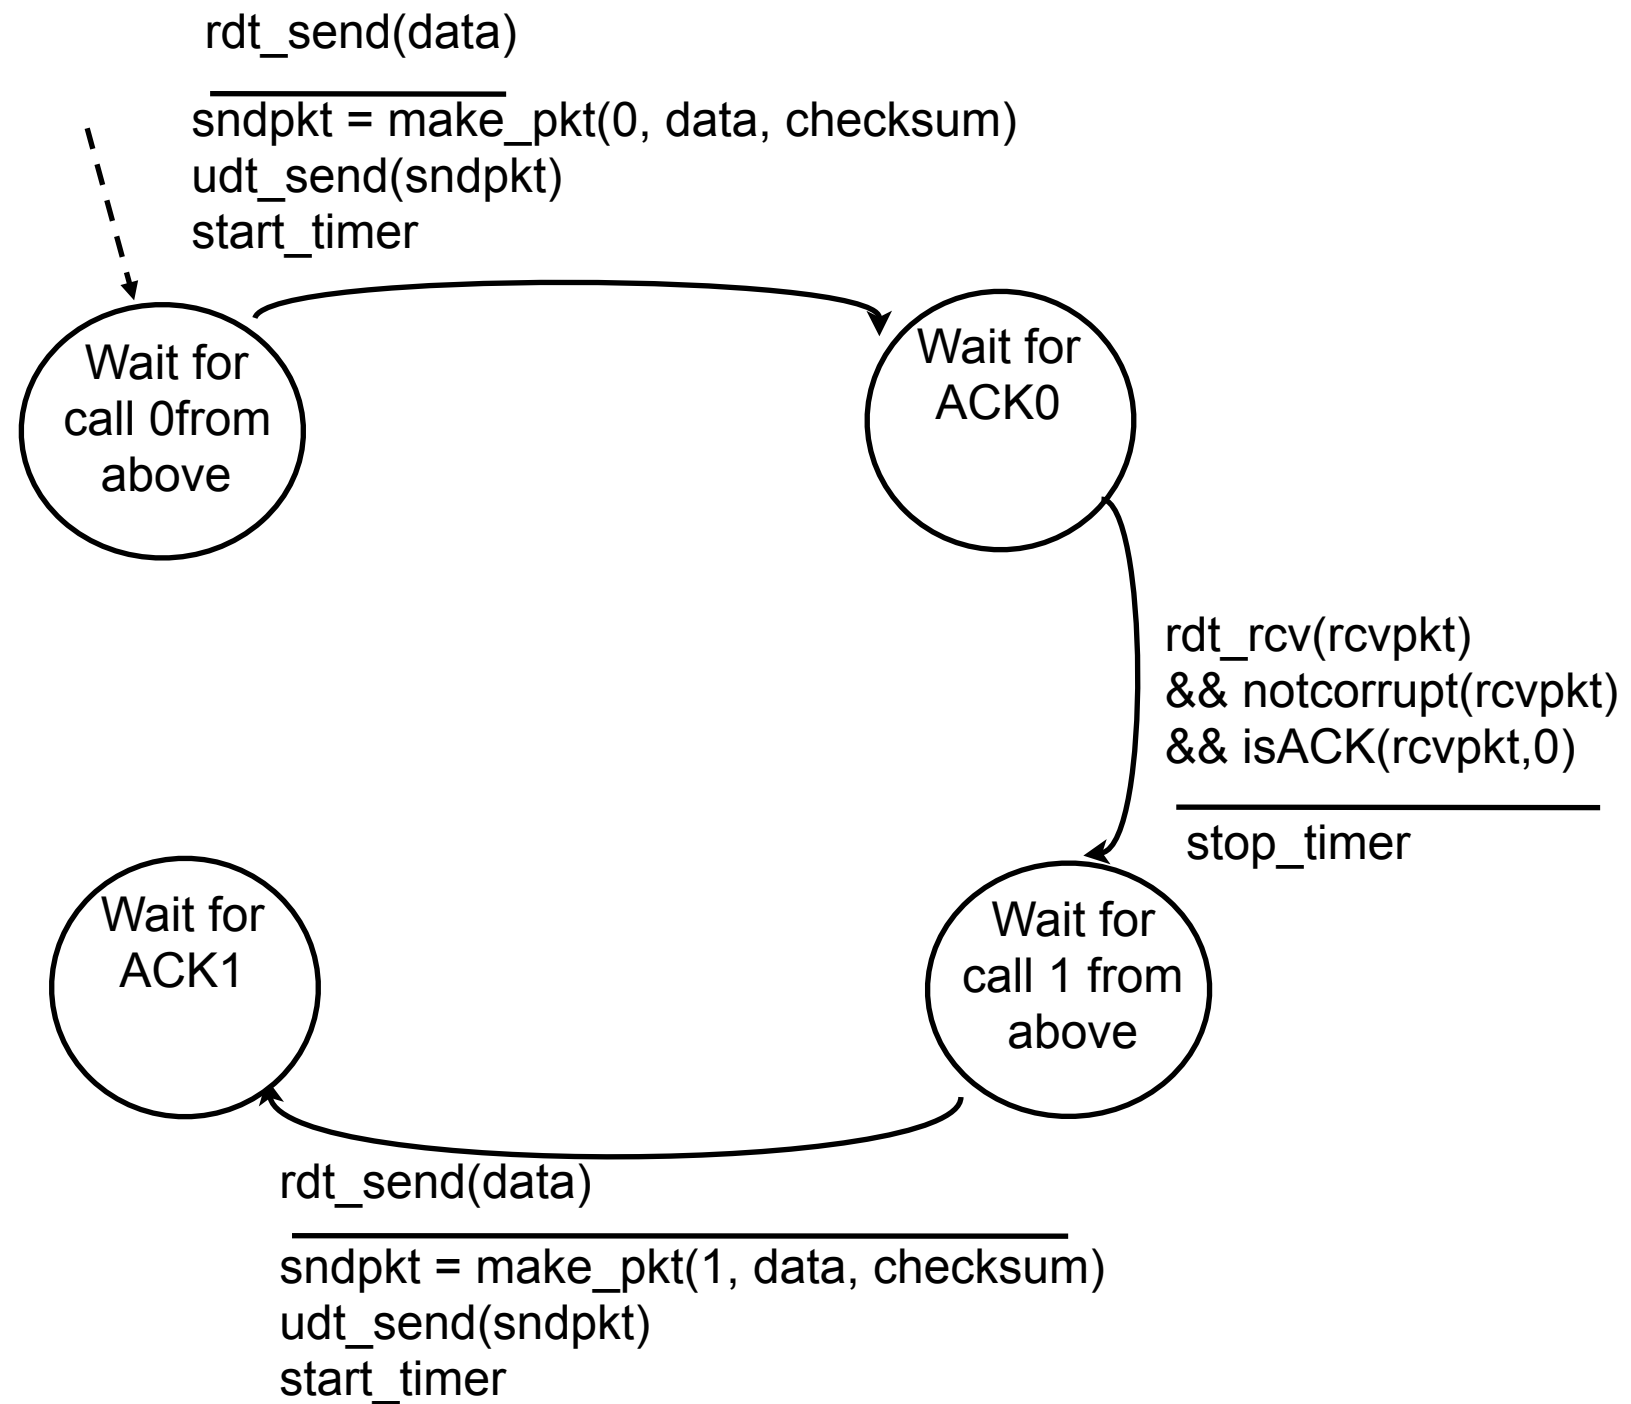 rdt_send(data)
sndpkt = make_pkt(0, data, checksum)
udt_send(sndpkt)
start_timer
Wait for
call 0from
above
Wait for
ACK0
rdt_rcv(rcvpkt)
&& notcorrupt(rcvpkt)
&& isACK(rcvpkt,0)
stop_timer
Wait for
ACK1
Wait for
call 1 from
above
rdt_send(data)
sndpkt = make_pkt(1, data, checksum)
udt_send(sndpkt)
start_timer